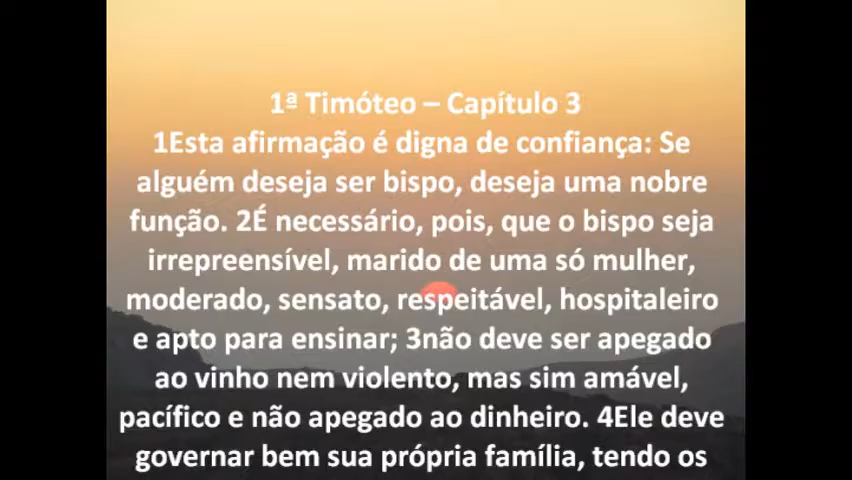 1ª Timóteo – Capítulo 3
1Esta afirmação é digna de confiança: Se
alguém deseja ser bispo, deseja uma nobre
função. 2É necessário, pois, que o bispo seja
irrepreensível, marido de uma só mulher,
moderado, sensato, respeitável, hospitaleiro
e apto para ensinar; 3não deve ser apegado
ao vinho nem violento, mas sim amável,
pacífico e não apegado ao dinheiro. 4Ele deve
governar bem sua própria família, tendo os